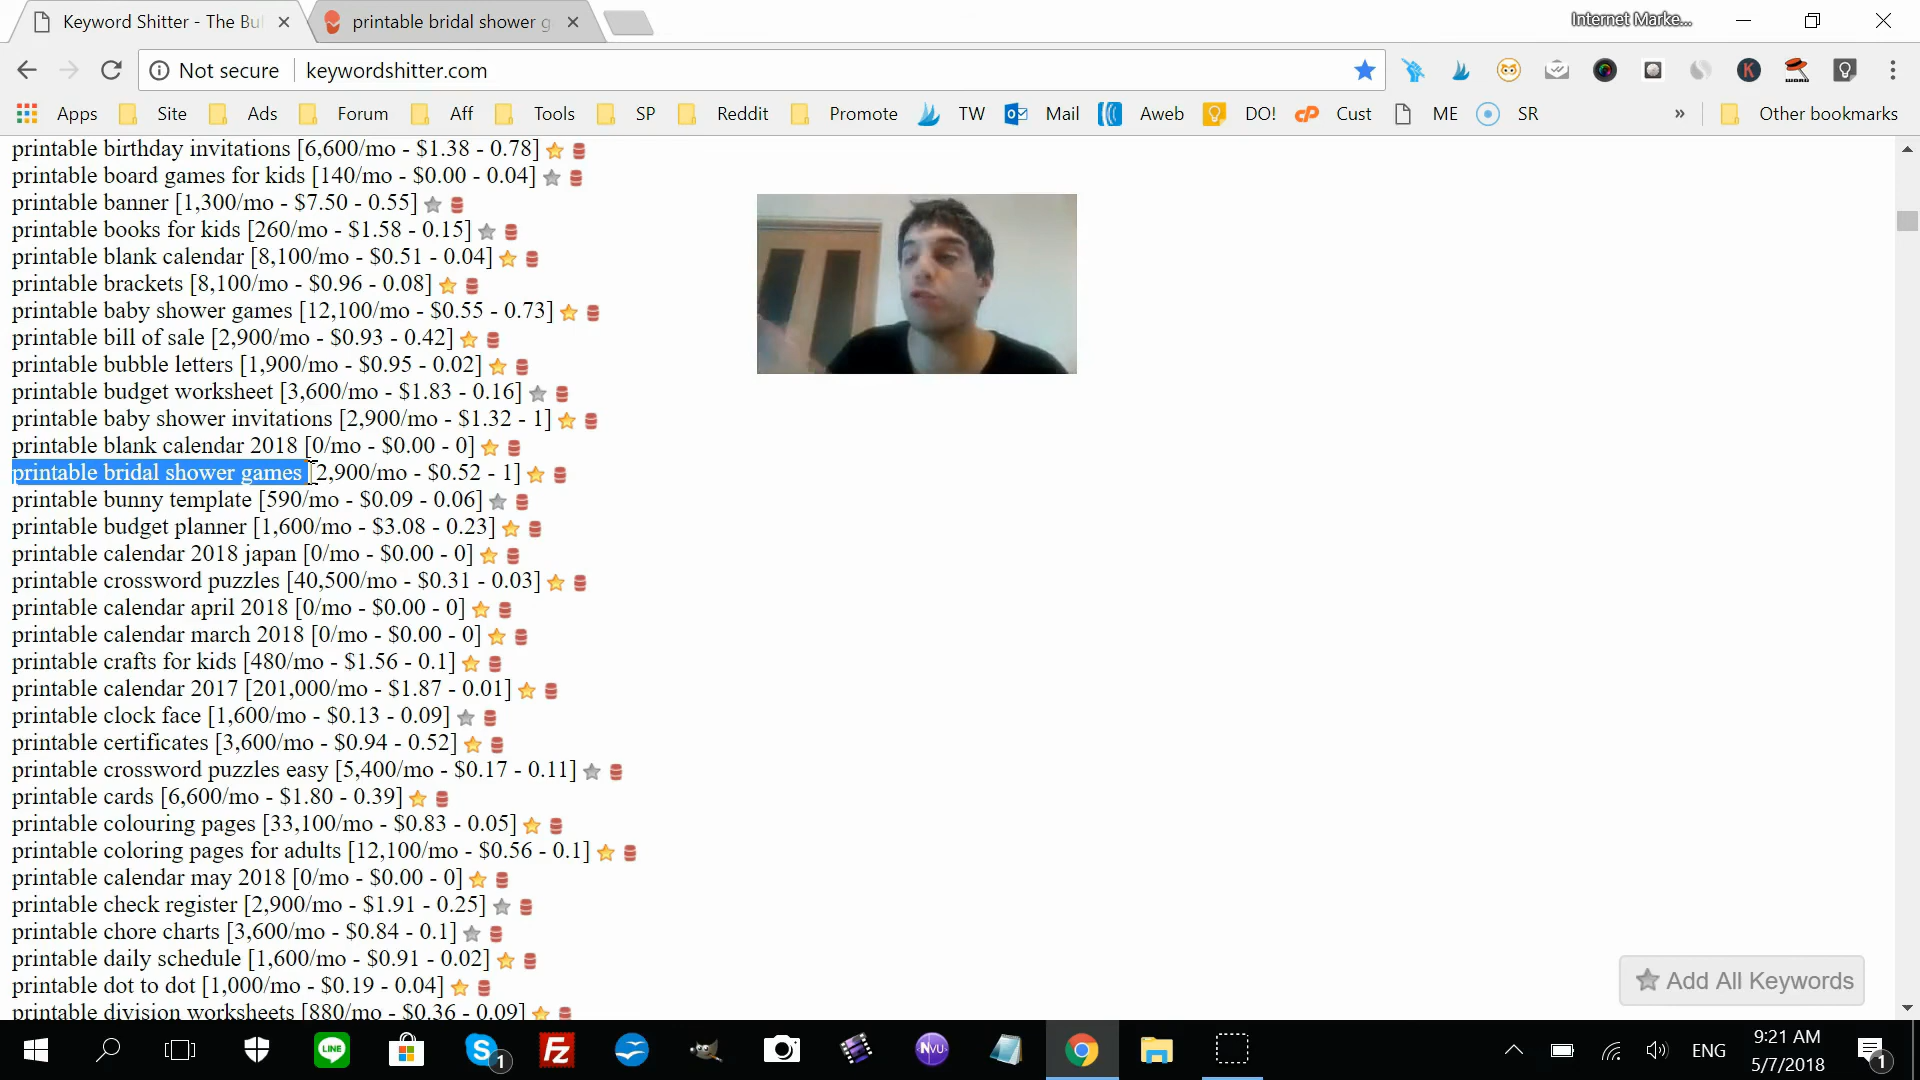 Keyword Shitter - The Bul
printable bridal shower g
Internet Marke...
Not secure
keywordshitter.com
Apps
Site
Ads
Forum
Aff
Tools
SP
Reddit
Promote
TW
Mail
Aweb
DO!
Cust
ME
SR
»
Other bookmarks
printable birthday invitations [6,600/mo - $1.38 - 0.78]
printable board games for kids [140/mo - $0.00 - 0.04]
printable banner [1,300/mo - $7.50 - 0.55]
printable books for kids [260/mo - $1.58 - 0.15]
printable blank calendar [8,100/mo - $0.51 - 0.04]
printable brackets [8,100/mo - $0.96 - 0.08]
printable baby shower games [12,100/mo - $0.55 - 0.73]
printable bill of sale [2,900/mo - $0.93 - 0.42]
printable bubble letters [1,900/mo - $0.95 - 0.02]
printable budget worksheet [3,600/mo - $1.83 - 0.16]
printable baby shower invitations [2,900/mo - $1.32 - 1]
printable blank calendar 2018 [0/mo - $0.00 - 0]
printable bridal shower games [2,900/mo - $0.52 - 1]
printable bunny template [590/mo - $0.09 - 0.06]
printable budget planner [1,600/mo - $3.08 - 0.23]
printable calendar 2018 japan [0/mo - $0.00 - 0]
printable crossword puzzles [40,500/mo - $0.31 - 0.03]
printable calendar april 2018 [0/mo - $0.00 - 0]
printable calendar march 2018 [0/mo - $0.00 - 0]
printable crafts for kids [480/mo - $1.56 - 0.1]
printable calendar 2017 [201,000/mo - $1.87 - 0.01]
printable clock face [1,600/mo - $0.13 - 0.09]
printable certificates [3,600/mo - $0.94 - 0.52]
printable crossword puzzles easy [5,400/mo - $0.17 - 0.11]
printable cards [6,600/mo - $1.80 - 0.39]
printable colouring pages [33,100/mo - $0.83 - 0.05]
printable coloring pages for adults [12,100/mo - $0.56 - 0.1]
printable calendar may 2018 [0/mo - $0.00 - 0]
printable check register [2,900/mo - $1.91 - 0.25]
printable chore charts [3,600/mo - $0.84 - 0.1]
printable daily schedule [1,600/mo - $0.91 - 0.02]
printable dot to dot [1,000/mo - $0.19 - 0.04]
printable division worksheets [880/mo - $0.36 - 0.09]
Add All Keywords
LINE
1
NVU
ENG
9:21 AM
5/7/2018
1